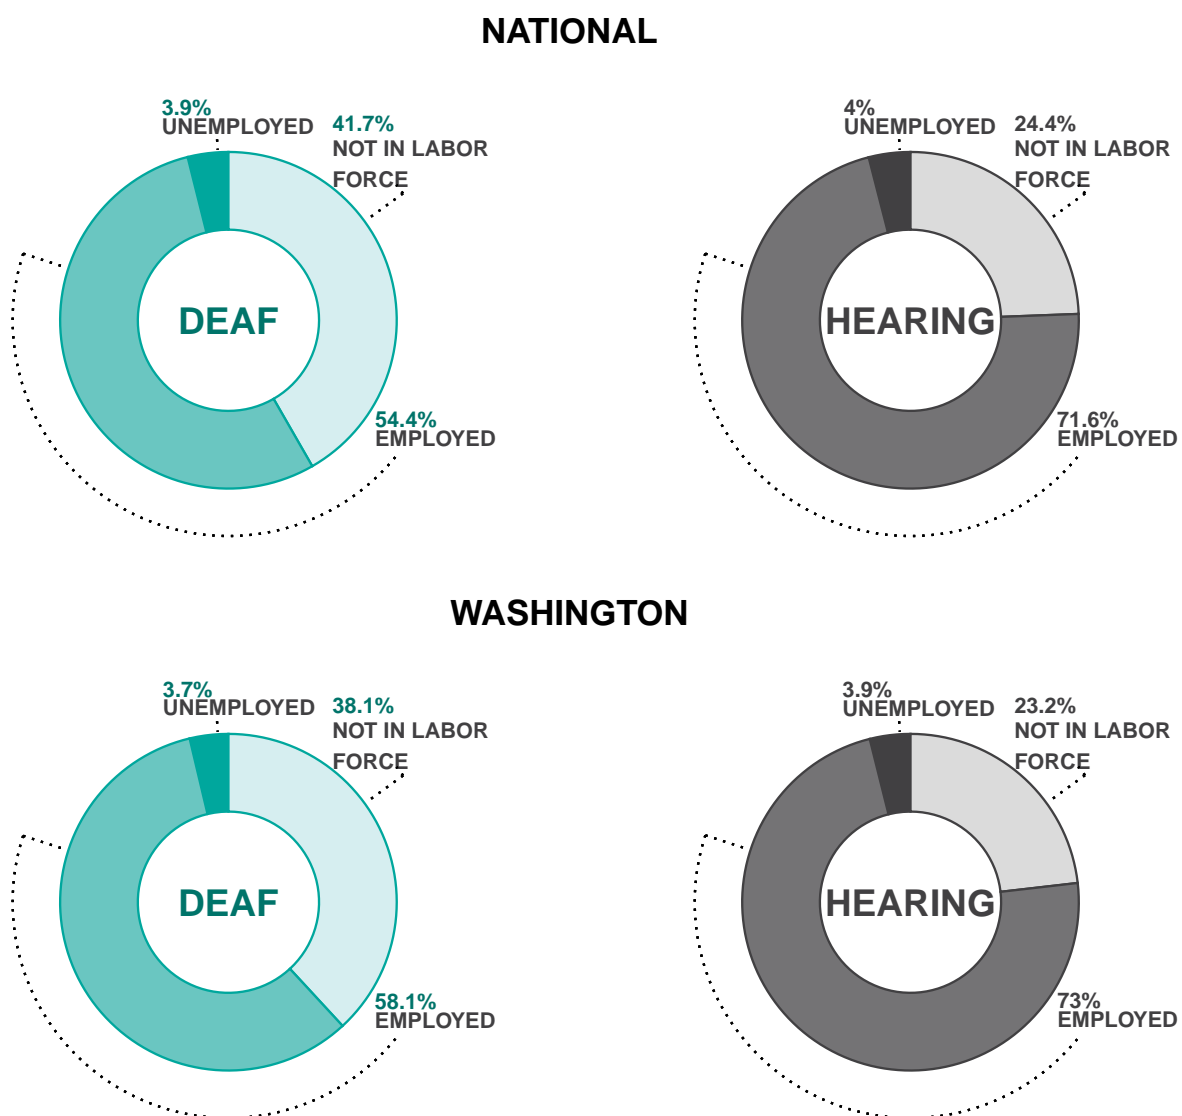 NATIONAL
3.9%
UNEMPLOYED
41.7%
NOT IN LABOR
FORCE
DEAF
54.4%
EMPLOYED
4%
UNEMPLOYED
24.4%
NOT IN LABOR
FORCE
HEARING
71.6%
EMPLOYED
WASHINGTON
3.7%
UNEMPLOYED
38.1%
NOT IN LABOR
FORCE
DEAF
58.1%
EMPLOYED
3.9%
UNEMPLOYED
23.2%
NOT IN LABOR
FORCE
HEARING
73%
EMPLOYED